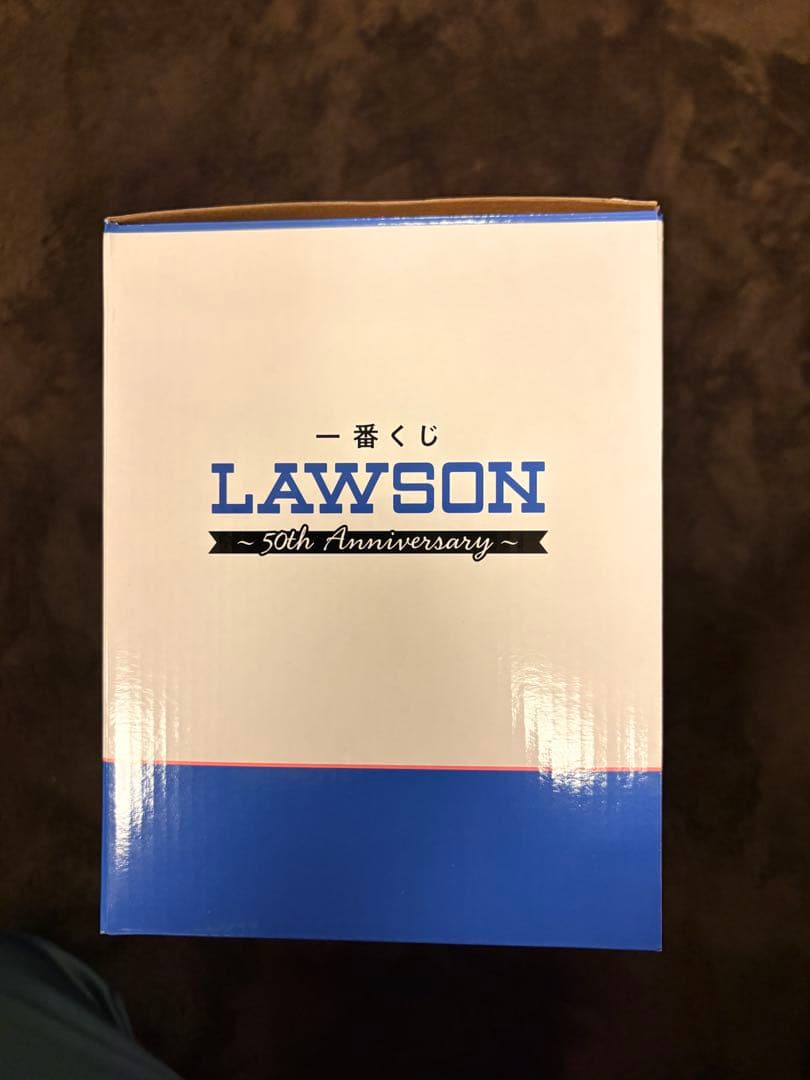 一番くじ
LAWSON
～50th Anniversary～